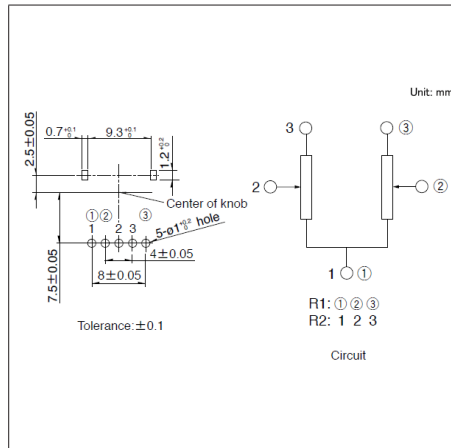 Unit: mm
0.7 +0.1 0
9.3 ±0.1
2.5±0.05
1.2 +0.2 0
3
③
2
②
Center of knob
①② ③
1 2 3
5-ø1 +0.2 0 hole
4±0.05
8±0.05
7.5±0.05
1 ①
R1: ① ② ③
R2: 1 2 3
Tolerance:±0.1
Circuit